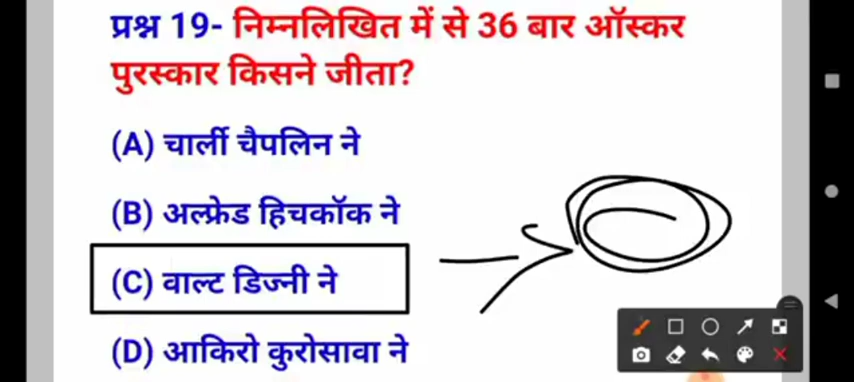 प्रश्न 19- निम्नलिखित में से 36 बार ऑस्कर
पुरस्कार किसने जीता?
(A) चार्ली चैपलिन ने
(B) अल्फ्रेड हिचकॉक ने
(C) वाल्ट डिज्नी ने
(D) आकिरो कुरोसावा ने